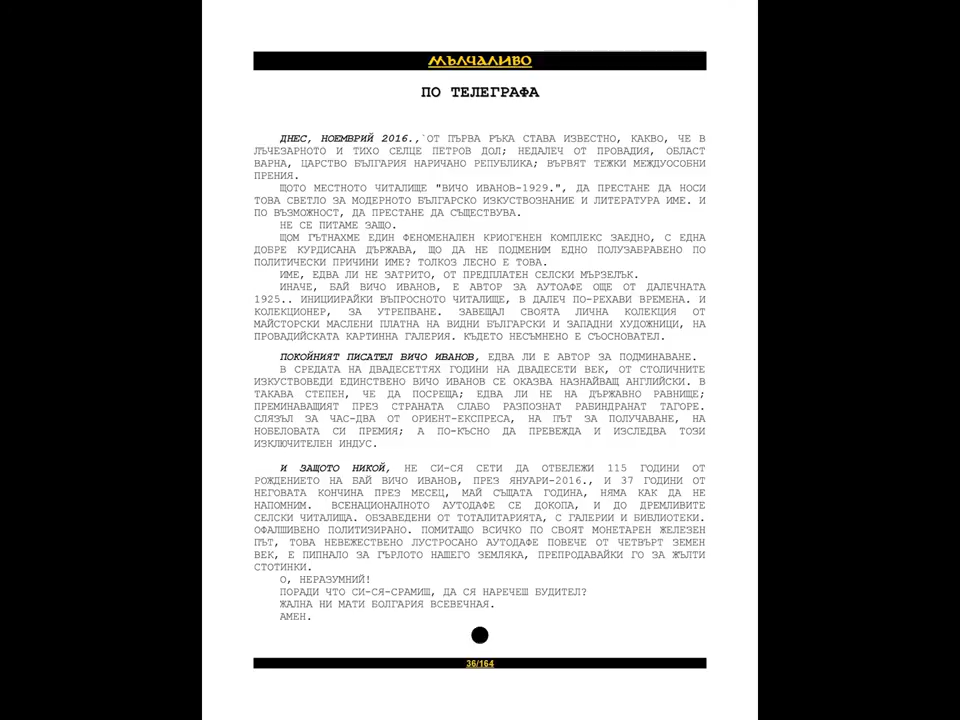 МЪЛЧАЛИВО
ПО ТЕЛЕГРАФА
ДНЕС, НОЕМВРИЙ 2016.,`ОТ ПЪРВА РЪКА СТАВА ИЗВЕСТНО, КАКВО, ЧЕ В
ЛЪЧЕЗАРНОТО И ТИХО СЕЛЦЕ ПЕТРОВ ДОЛ; НЕДАЛЕЧ ОТ ПРОВАДИЯ, ОБЛАСТ
ВАРНА, ЦАРСТВО БЪЛГАРИЯ НАРИЧАНО РЕПУБЛИКА; ВЪРВЯТ ТЕЖКИ МЕЖДУОСОБНИ
ПРЕНИЯ.
ЩОТО МЕСТНОТО ЧИТАЛИЩЕ "ВИЧО ИВАНОВ-1929.", ДА ПРЕСТАНЕ ДА НОСИ
ТОВА СВЕТЛО ЗА МОДЕРНОТО БЪЛГАРСКО ИЗКУСТВОЗНАНИЕ И ЛИТЕРАТУРА ИМЕ. И
ПО ВЪЗМОЖНОСТ, ДА ПРЕСТАНЕ ДА СЪЩЕСТВУВА.
НЕ СЕ ПИТАМЕ ЗАЩО.
ЩОМ ГЪТНАХМЕ ЕДИН ФЕНОМЕНАЛЕН КРИОГЕНЕН КОМПЛЕКС ЗАЕДНО, С ЕДНА
ДОБРЕ КУРДИСАНА ДЪРЖАВА, ЩО ДА НЕ ПОДМЕНИМ ЕДНО ПОЛУЗАБРАВЕНО ПО
ПОЛИТИЧЕСКИ ПРИЧИНИ ИМЕ? ТОЛКОЗ ЛЕСНО Е ТОВА.
ИМЕ, ЕДВА ЛИ НЕ ЗАТРИТО, ОТ ПРЕДПЛАТЕН СЕЛСКИ МЪРЗЕЛЪК.
ИНАЧЕ, БАЙ ВИЧО ИВАНОВ, Е АВТОР ЗА АУТОАФЕ ОЩЕ ОТ ДАЛЕЧНАТА
1925.. ИНИЦИИРАЙКИ ВЪПРОСНОТО ЧИТАЛИЩЕ, В ДАЛЕЧ ПО-РЕХАВИ ВРЕМЕНА. И
КОЛЕКЦИОНЕР, ЗА УТРЕПВАНЕ. ЗАВЕЩАЛ СВОЯТА ЛИЧНА КОЛЕКЦИЯ ОТ
МАЙСТОРСКИ МАСЛЕНИ ПЛАТНА НА ВИДНИ БЪЛГАРСКИ И ЗАПАДНИ ХУДОЖНИЦИ, НА
ПРОВАДИЙСКАТА КАРТИННА ГАЛЕРИЯ. КЪДЕТО НЕСЪМНЕНО Е СЪОСНОВАТЕЛ.
ПОКОЙНИЯТ ПИСАТЕЛ ВИЧО ИВАНОВ, ЕДВА ЛИ Е АВТОР ЗА ПОДМИНАВАНЕ.
В СРЕДАТА НА ДВАДЕСЕТТЯХ ГОДИНИ НА ДВАДЕСЕТИ ВЕК, ОТ СТОЛИЧНИТЕ
ИЗКУСТВОВЕДИ ЕДИНСТВЕНО ВИЧО ИВАНОВ СЕ ОКАЗВА НАЗНАЙВАЩ АНГЛИЙСКИ. В
ТАКАВА СТЕПЕН, ЧЕ ДА ПОСРЕЩА; ЕДВА ЛИ НЕ НА ДЪРЖАВНО РАВНИЩЕ;
ПРЕМИНАВАЩИЯТ ПРЕЗ СТРАНАТА СЛАБО РАЗПОЗНАТ РАБИНДРАНАТ ТАГОРЕ.
СЛЯЗЪЛ ЗА ЧАС-ДВА ОТ ОРИЕНТ-ЕКСПРЕСА, НА ПЪТ ЗА ПОЛУЧАВАНЕ, НА
НОБЕЛОВАТА СИ ПРЕМИЯ; А ПО-КЪСНО ДА ПРЕВЕЖДА И ИЗСЛЕДВА ТОЗИ
ИЗКЛЮЧИТЕЛЕН ИНДУС.
И ЗАЩОТО НИКОЙ, НЕ СИ-СЯ СЕТИ ДА ОТБЕЛЕЖИ 115 ГОДИНИ ОТ
РОЖДЕНИЕТО НА БАЙ ВИЧО ИВАНОВ, ПРЕЗ ЯНУАРИ-2016., И 37 ГОДИНИ ОТ
НЕГОВАТА КОНЧИНА ПРЕЗ МЕСЕЦ, МАЙ СЪЩАТА ГОДИНА, НЯМА КАК ДА НЕ
НАПОМНИМ. ВСЕНАЦИОНАЛНОТО АУТОДАФЕ СЕ ДОКОПА, И ДО ДРЕМЛИВИТЕ
СЕЛСКИ ЧИТАЛИЩА. ОБЗАВЕДЕНИ ОТ ТОТАЛИТАРИЯТА, С ГАЛЕРИИ И БИБЛИОТЕКИ.
ОФАЛШИВЕНО ПОЛИТИЗИРАНО. ПОМИТАЩО ВСИЧКО ПО СВОЯТ МОНЕТАРЕН ЖЕЛЕЗЕН
ПЪТ, ТОВА НЕВЕЖЕСТВЕНО ЛУСТРОСАНО АУТОДАФЕ ПОВЕЧЕ ОТ ЧЕТВЪРТ ЗЕМЕН
ВЕК, Е ПИПНАЛО ЗА ГЪРЛОТО НАШЕГО ЗЕМЛЯКА, ПРЕПРОДАВАЙКИ ГО ЗА ЖЪЛТИ
СТОТИНКИ.
О, НЕРАЗУМНИЙ!
ПОРАДИ ЧТО СИ-СЯ-СРАМИШ, ДА СЯ НАРЕЧЕШ БУДИТЕЛ?
ЖАЛНА НИ МАТИ БОЛГАРИЯ ВСЕВЕЧНАЯ.
АМЕН.
36/164